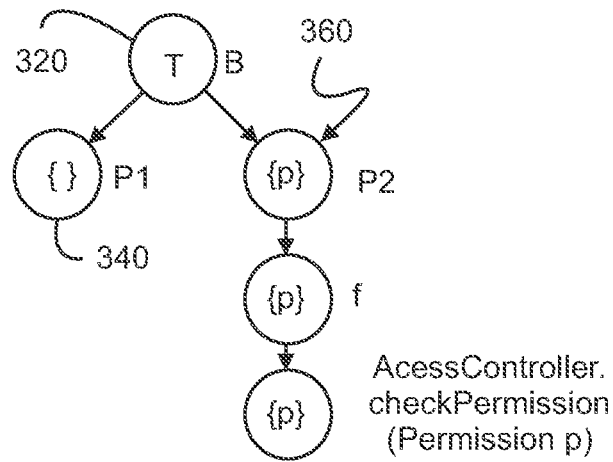 360
320
T B
{ } P1
{p} P2
340
{p} f
{p}
AcessController.
checkPermission
(Permission p)